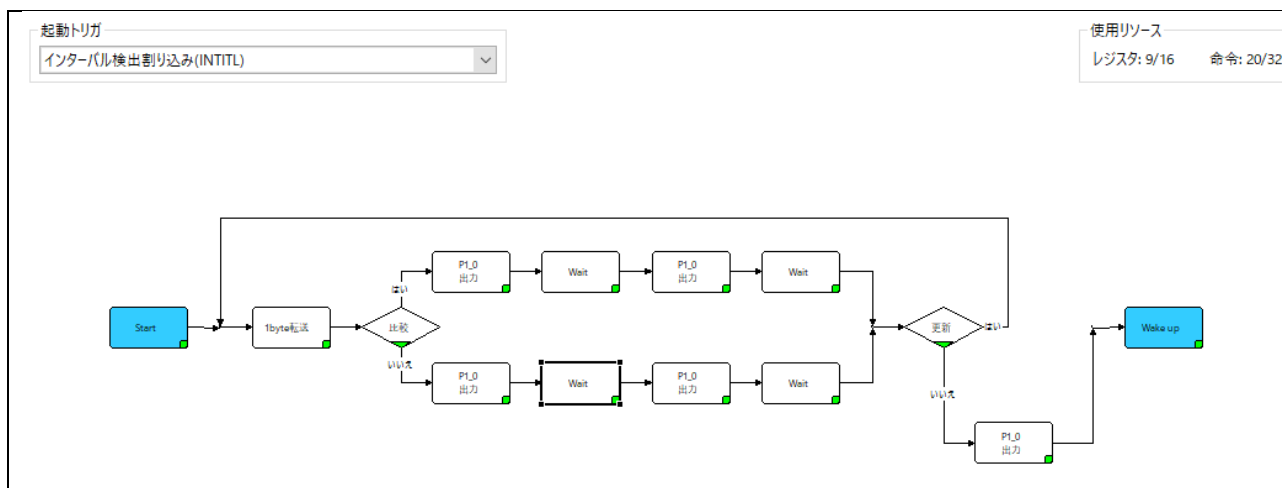 起動トリガ
インターバル検出割り込み(INTITL)
使用リソース
レジスタ: 9/16 命令: 20/32
P1_0
出力
Wait
P1_0
出力
Wait
はい
Start
1byte転送
比較
更新
はい
Wake up
いいえ
P1_0
出力
Wait
P1_0
出力
Wait
いいえ
P1_0
出力